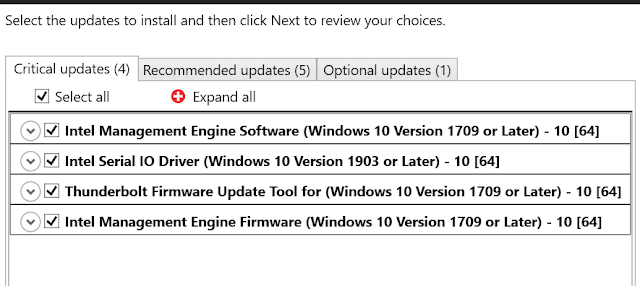 Select the updates to install and then click Next to review your choices.
Critical updates (4) Recommended updates (5) Optional updates (1)
Select all Expand all
Intel Management Engine Software (Windows 10 Version 1709 or Later) - 10 [64]
Intel Serial IO Driver (Windows 10 Version 1903 or Later) - 10 [64]
Thunderbolt Firmware Update Tool for (Windows 10 Version 1709 or Later) - 10 [64]
Intel Management Engine Firmware (Windows 10 Version 1709 or Later) - 10 [64]